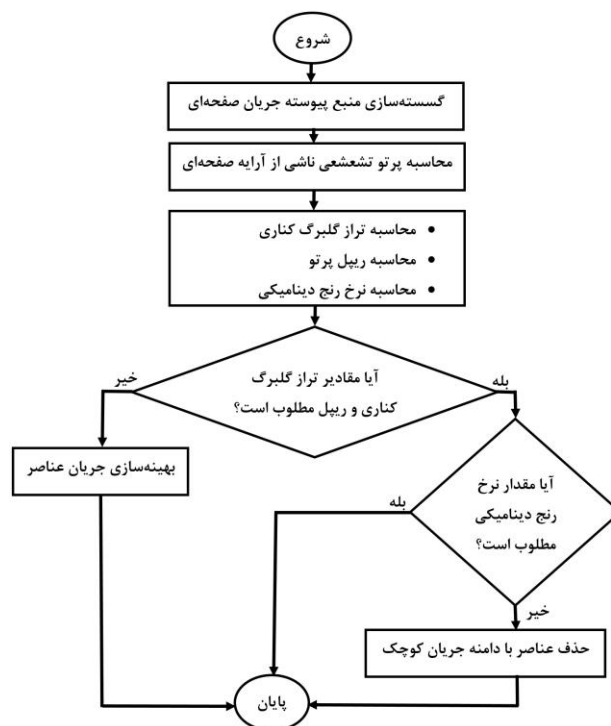 شروع
گسسته‌سازی منبع پیوسته جریان صفحه‌ای
محاسبه پرتو تشعشعی ناشی از آرایه صفحه‌ای
• محاسبه تراز گلبرگ کناری
• محاسبه ریپل پرتو
• محاسبه نرخ رنج دینامیکی
آیا مقادیر تراز گلبرگ
کناری و ریپل مطلوب است؟
بله
خیر
آیا مقدار نرخ
رنج دینامیکی
مطلوب است؟
بهینه‌سازی جریان عناصر
بله
خیر
حذف عناصر با دامنه جریان کوچک
پایان